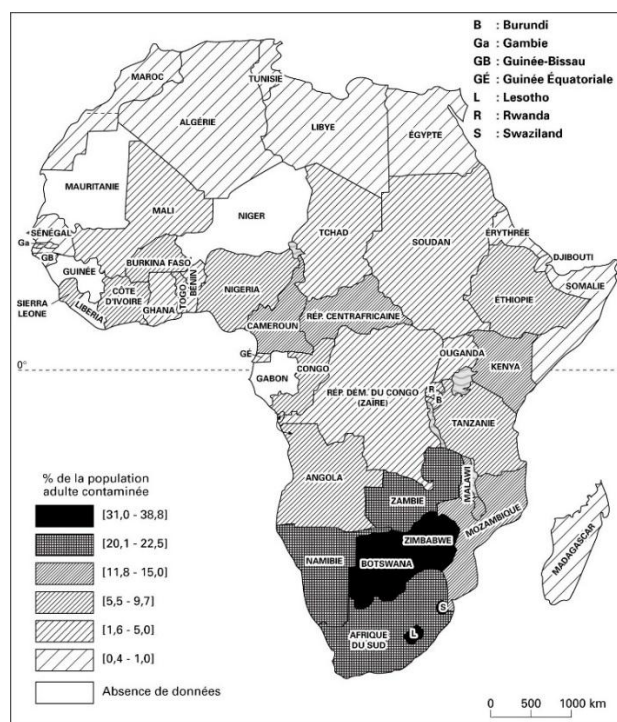 B : Burundi
Ga : Gambie
GB : Guinée-Bissau
GÉ : Guinée Équatoriale
L : Lesotho
R : Rwanda
S : Swaziland
MAROC
TUNISIE
ALGÉRIE
LIBYE
ÉGYPTE
MAURITANIE
MALI
NIGER
TCHAD
SOUDAN
ÉRYTHRÉE
DJIBOUTI
SÉNÉGAL
Ga
GB
GUINÉE
SIERRA
LEONE
LIBERIA
CÔTE
D'IVOIRE
BURKINA FASO
GHANA
TOGO
BÉNIN
NIGERIA
CAMEROUN
RÉP. CENTRAFRICAINE
ÉTHIOPIE
SOMALIE
0°
GÉ
GABON
CONGO
RÉP. DÉM. DU CONGO
(ZAÏRE)
OUGANDA
KENYA
R
B
TANZANIE
ANGOLA
ZAMBIE
MALAWI
MOZAMBIQUE
ZIMBABWE
NAMIBIE
BOTSWANA
MADAGASCAR
AFRIQUE
DU SUD
S
L
% de la population
adulte contaminée
[31,0 - 38,8]
[20,1 - 22,5]
[11,8 - 15,0]
[5,5 - 9,7]
[1,6 - 5,0]
[0,4 - 1,0]
Absence de données
0 500 1000 km